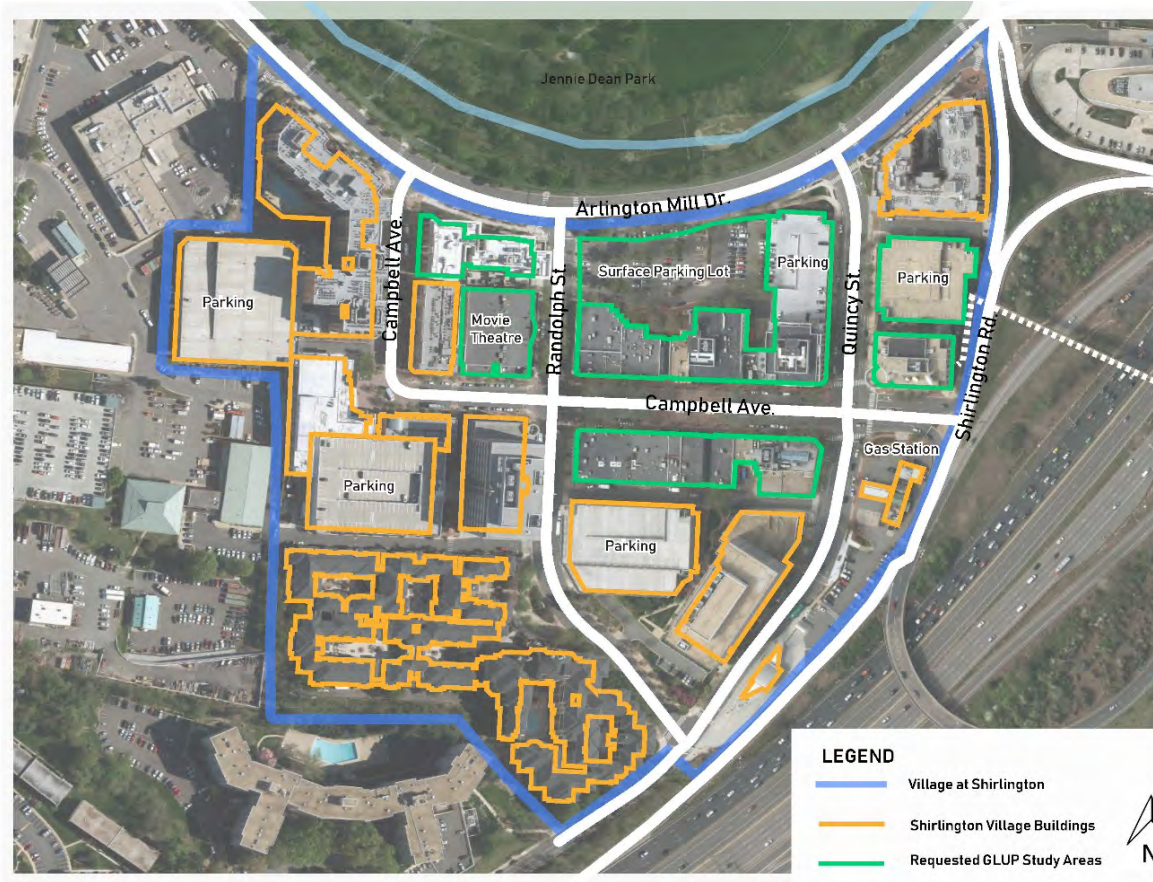 Jennie Dean Park
Arlington Mill Dr.
Campbell Ave.
Randolph St.
Surface Parking Lot
Parking
Quincy St.
Parking
Parking
Movie
Theatre
Shirlington Rd.
Campbell Ave.
Gas Station
Parking
Parking
LEGEND
Village at Shirlington
Shirlington Village Buildings
Requested GLUP Study Areas
N